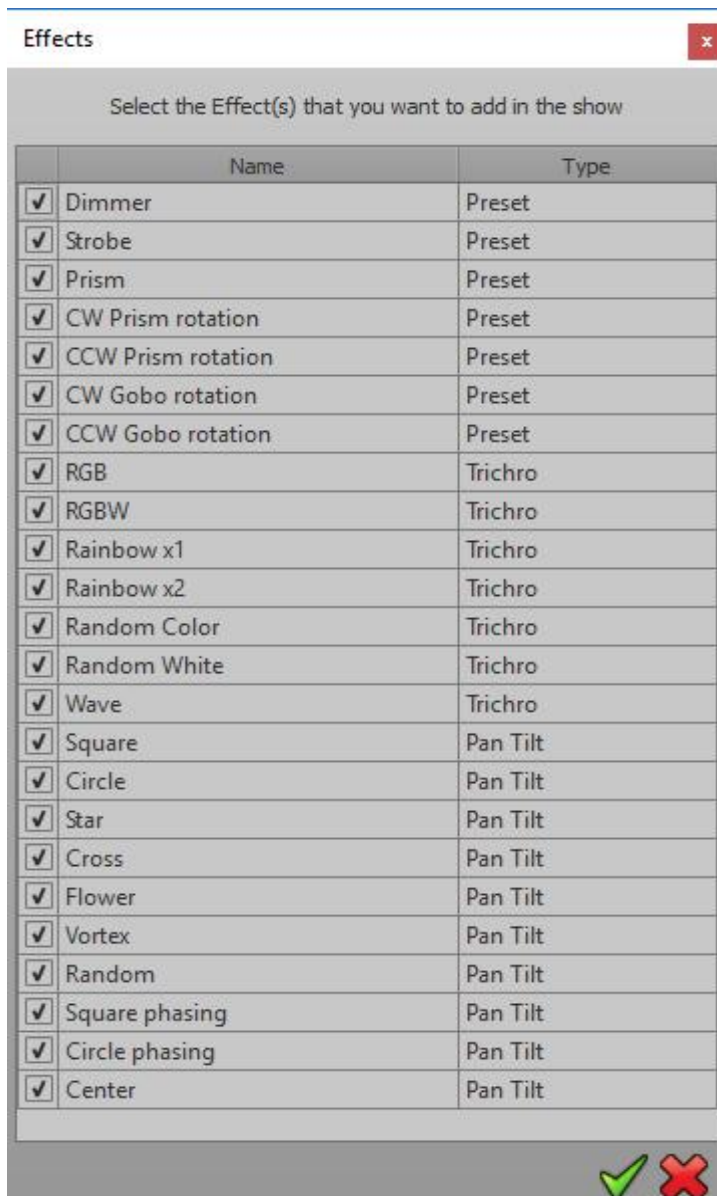 Effects
x
Select the Effect(s) that you want to add in the show
Name Type
Dimmer Preset
Strobe Preset
Prism Preset
CW Prism rotation Preset
CCW Prism rotation Preset
CW Gobo rotation Preset
CCW Gobo rotation Preset
RGB Trichro
RGBW Trichro
Rainbow x1 Trichro
Rainbow x2 Trichro
Random Color Trichro
Random White Trichro
Wave Trichro
Square Pan Tilt
Circle Pan Tilt
Star Pan Tilt
Cross Pan Tilt
Flower Pan Tilt
Vortex Pan Tilt
Random Pan Tilt
Square phasing Pan Tilt
Circle phasing Pan Tilt
Center Pan Tilt